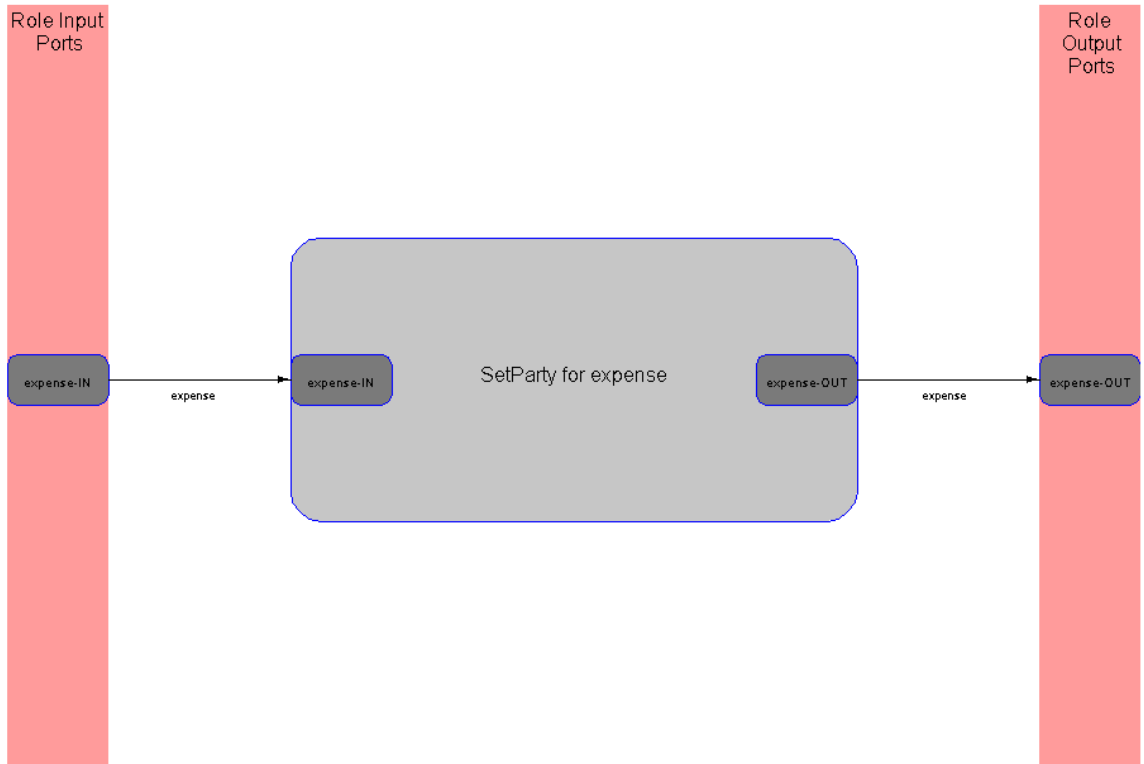 Role Input
Ports
Role
Output
Ports
expense-IN
expense
expense-IN
SetParty for expense
expense-OUT
expense
expense-OUT